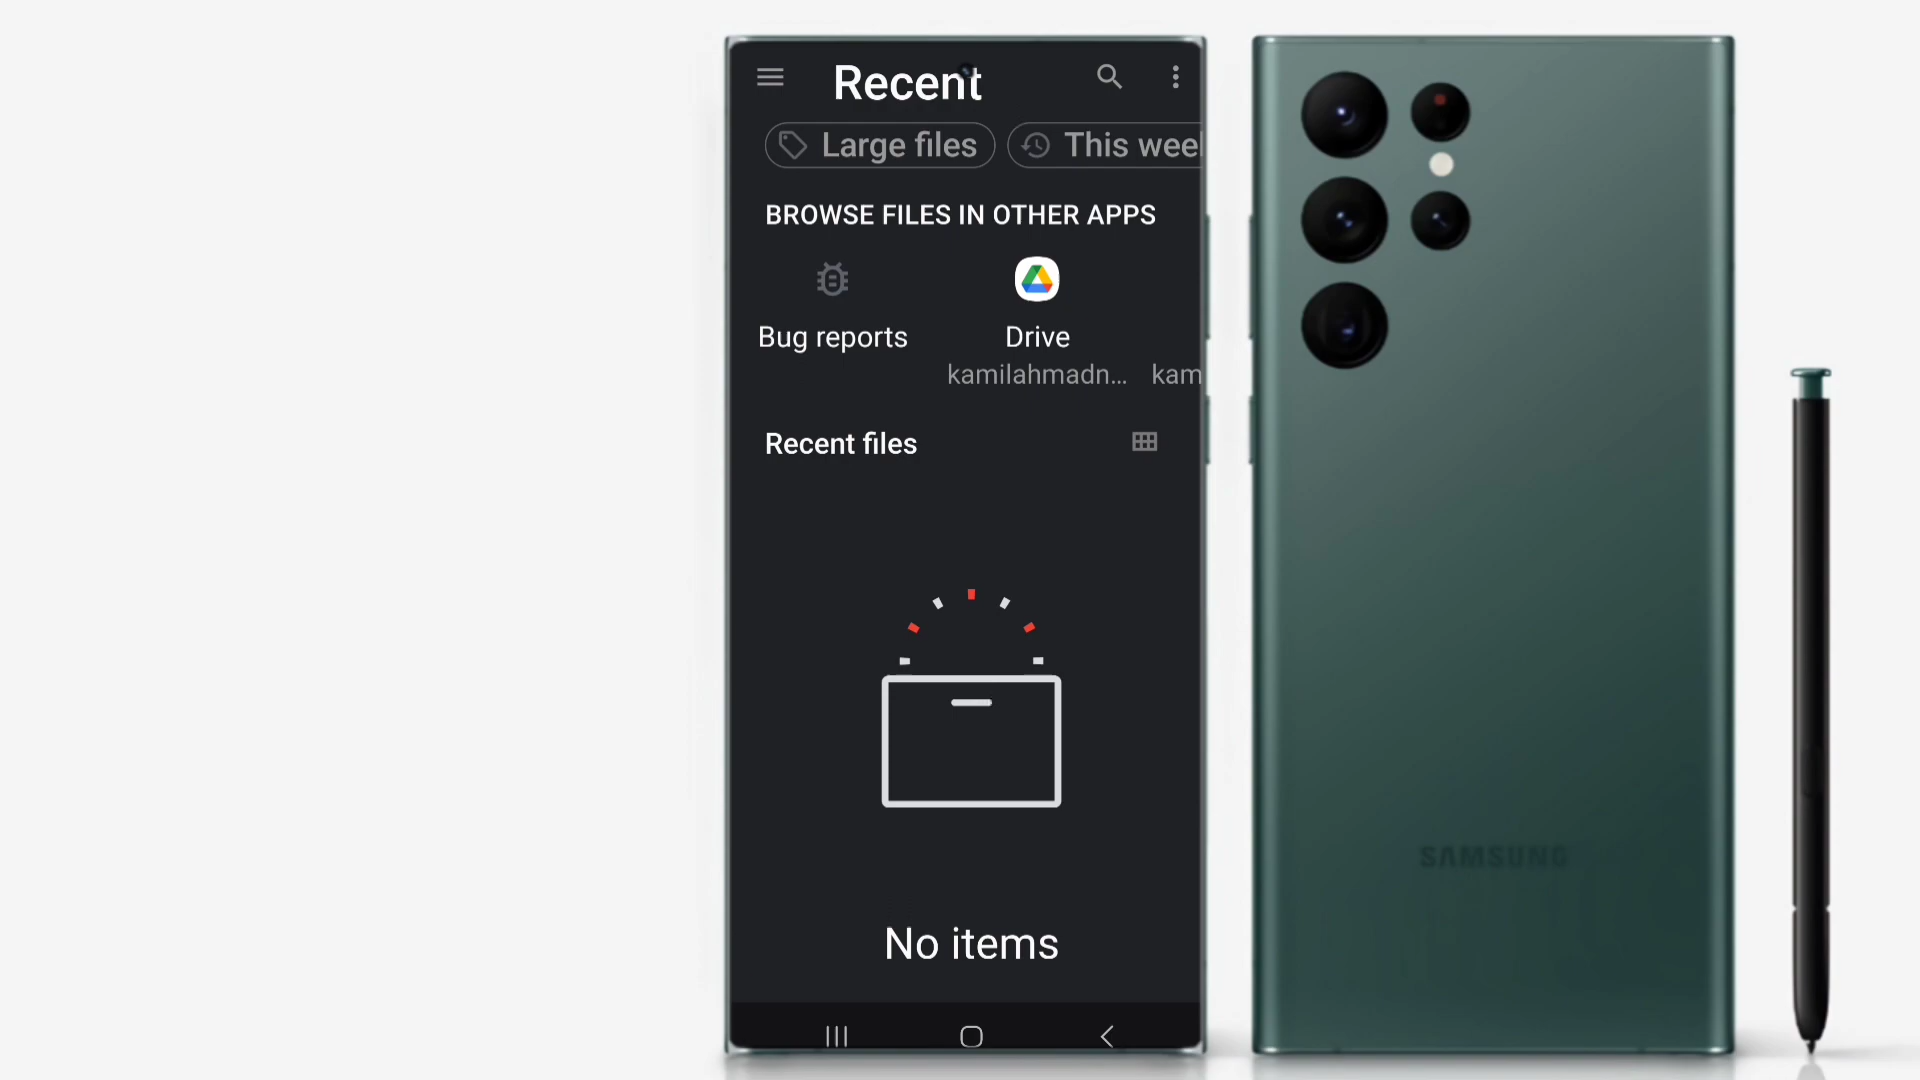 Recent
Large files
This wee
BROWSE FILES IN OTHER APPS
Bug reports
Drive
kamilahmadn...
kam
Recent files
No items
SAMSUNG